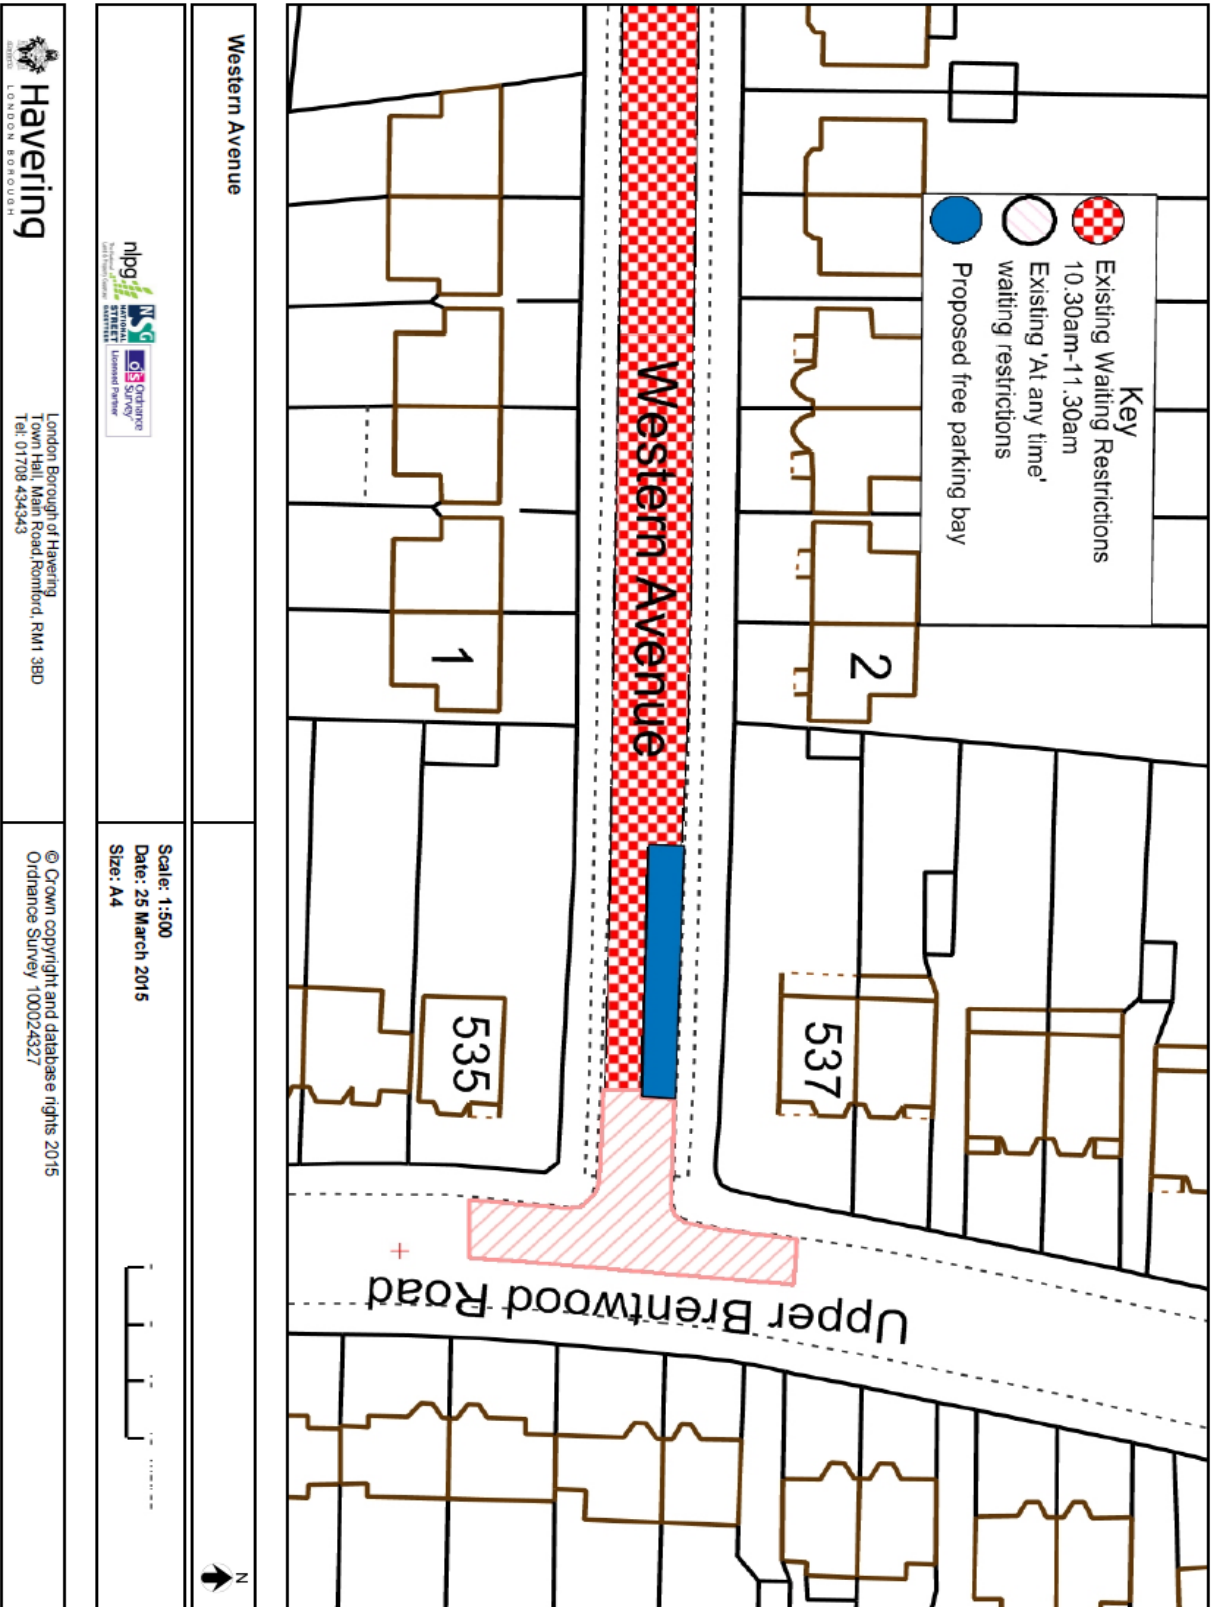 Key
Existing Waiting Restrictions
10.30am-11.30am
Existing 'At any time'
waiting restrictions
Proposed free parking bay
2
537
Western Avenue
1
535
Upper Brentwood Road
Western Avenue
N
nlpg
NSG
NATIONAL
STREET
GAZETTEER
Ordnance
Survey
Licensed Partner
Scale: 1:500
Date: 25 March 2015
Size: A4
Havering
LONDON BOROUGH
London Borough of Havering
Town Hall, Main Road,Romford, RM1 3BD
Tel: 01708 434343
© Crown copyright and database rights 2015
Ordnance Survey 100024327